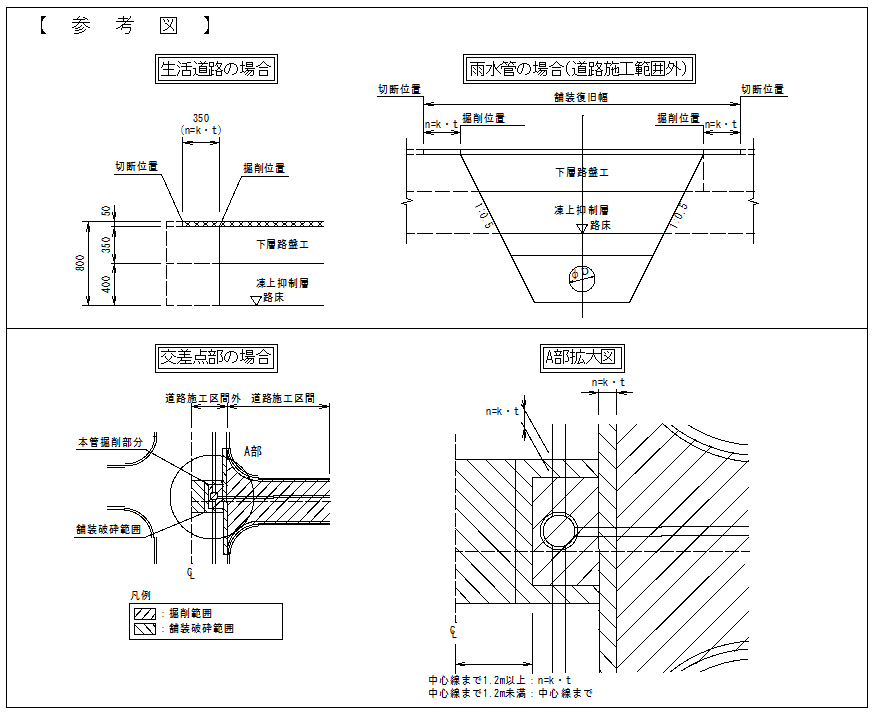 【 参 考 図 】
生活道路の場合
350
(n=k・t)
切断位置
掘削位置
50
350
400
800
下層路盤工
凍上抑制層
路床
雨水管の場合(道路施工範囲外)
切断位置
切断位置
舗装復旧幅
n=k・t
掘削位置
掘削位置
n=k・t
下層路盤工
凍上抑制層
路床
1:0.5
1:0.5
φD
交差点部の場合
道路施工区間外
道路施工区間
本管掘削部分
A部
舗装破砕範囲
CL
凡例
:掘削範囲
:舗装破砕範囲
A部拡大図
n=k・t
n=k・t
CL
中心線まで1.2m以上:n=k・t
中心線まで1.2m未満:中心線まで